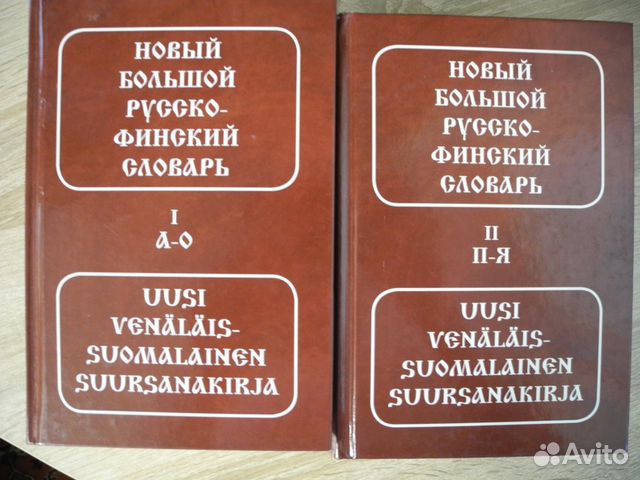 НОВЫЙ
БОЛЬШОЙ
РУССКО-
ФИНСКИЙ
СЛОВАРЬ
I
А-О
UUSI
VENÄLÄIS-
SUOMALAINEN
SUURSANAKIRJA
НОВЫЙ
БОЛЬШОЙ
РУССКО-
ФИНСКИЙ
СЛОВАРЬ
II
П-Я
UUSI
VENÄLÄIS-
SUOMALAINEN
SUURSANAKIRJA
Avito